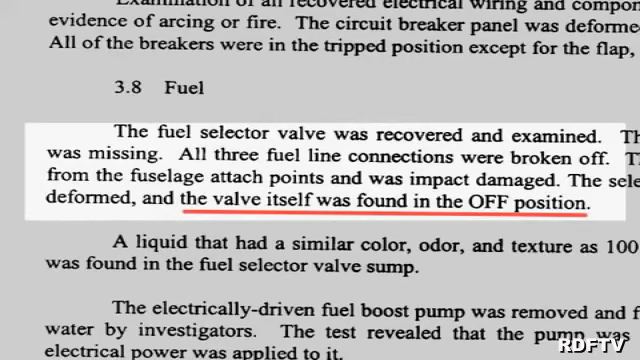 Examination of all recovered electrical wiring and compon
evidence of arcing or fire. The circuit breaker panel was deforme
All of the breakers were in the tripped position except for the flap,
3.8 Fuel
The fuel selector valve was recovered and examined. Th
was missing. All three fuel line connections were broken off. T
from the fuselage attach points and was impact damaged. The sele
deformed, and the valve itself was found in the OFF position.
A liquid that had a similar color, odor, and texture as 100
was found in the fuel selector valve sump.
The electrically-driven fuel boost pump was removed and f
water by investigators. The test revealed that the pump was
electrical power was applied to it.
RDFTV